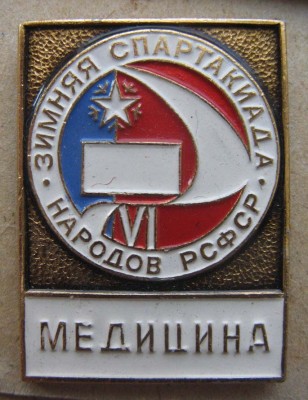 ЗИМНЯЯ СПАРТАКИАДА
НАРОДОВ РСФСР
VI
МЕДИЦИНА